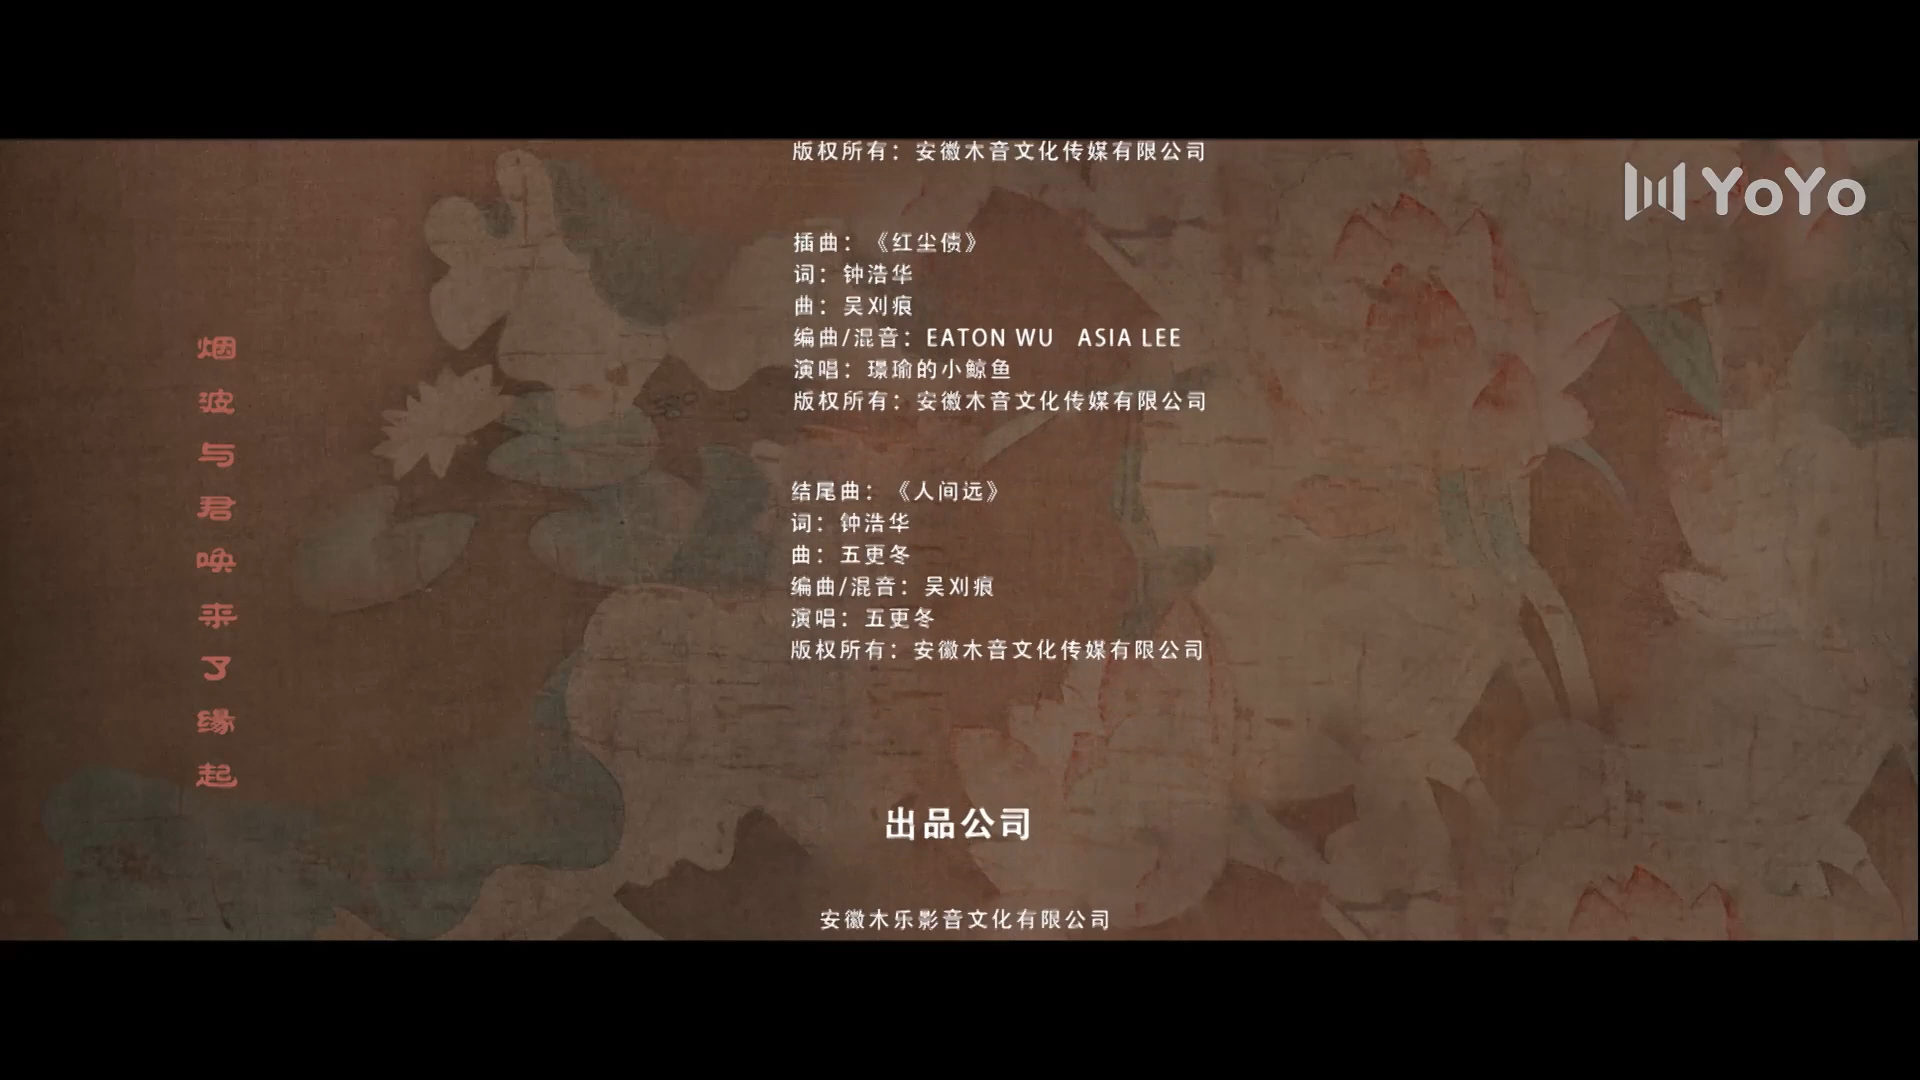 版权所有：安徽木音文化传媒有限公司
YoYo
插曲：《红尘债》
词：钟浩华
曲：吴刈痕
编曲/混音：EATON WU ASIA LEE
演唱：璟瑜的小鲸鱼
版权所有：安徽木音文化传媒有限公司
结尾曲：《人间远》
词：钟浩华
曲：五更冬
编曲/混音：吴刈痕
演唱：五更冬
版权所有：安徽木音文化传媒有限公司
烟波与君唤来了缘起
出品公司
安徽木乐影音文化有限公司